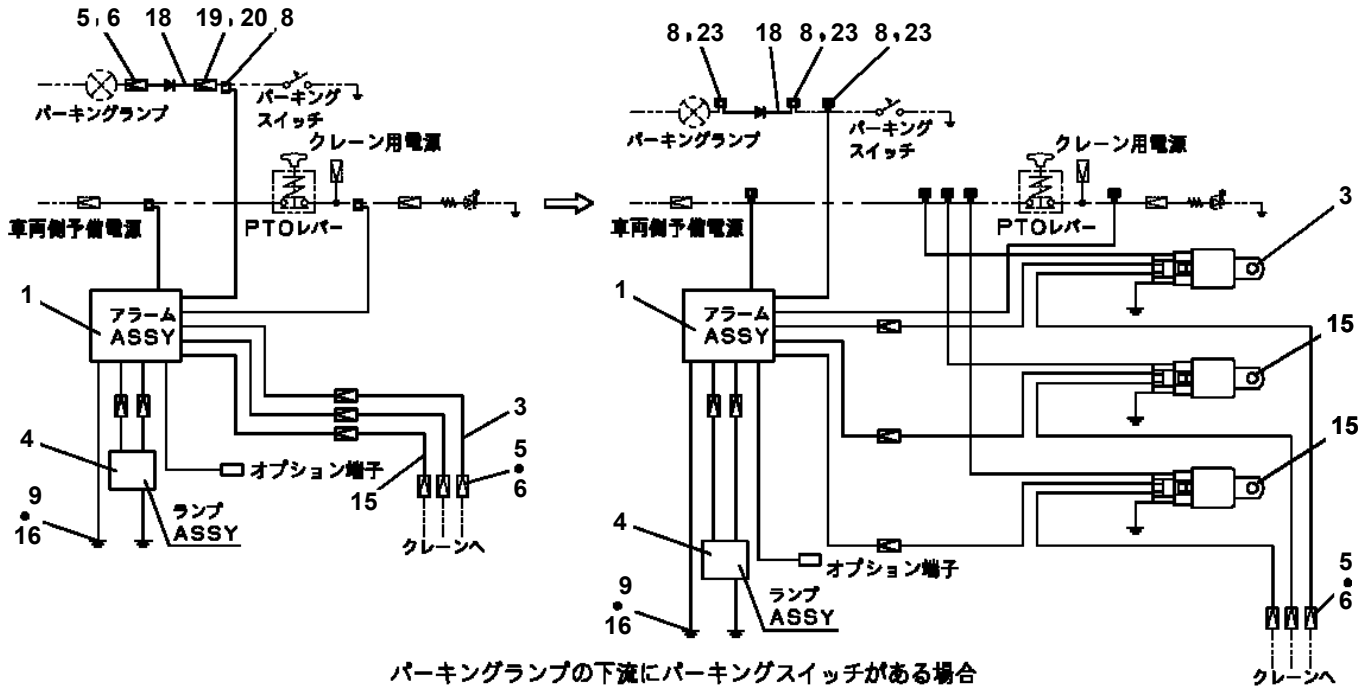 5,6 18 19,20 8
パーキングランプ
パーキング
スイッチ
クレーン用電源
車両側予備電源
PTOレバー
1
アラーム
ASSY
3
4
5
•
6
オプション端子
15
9
•
16
ランプ
ASSY
クレーンへ
8,23 18 8,23 8,23
パーキングランプ
パーキング
スイッチ
クレーン用電源
3
車両側予備電源
PTOレバー
1
アラーム
ASSY
15
15
4
オプション端子
9
•
16
ランプ
ASSY
5
•
6
クレーンへ
パーキングランプの下流にパーキングスイッチがある場合